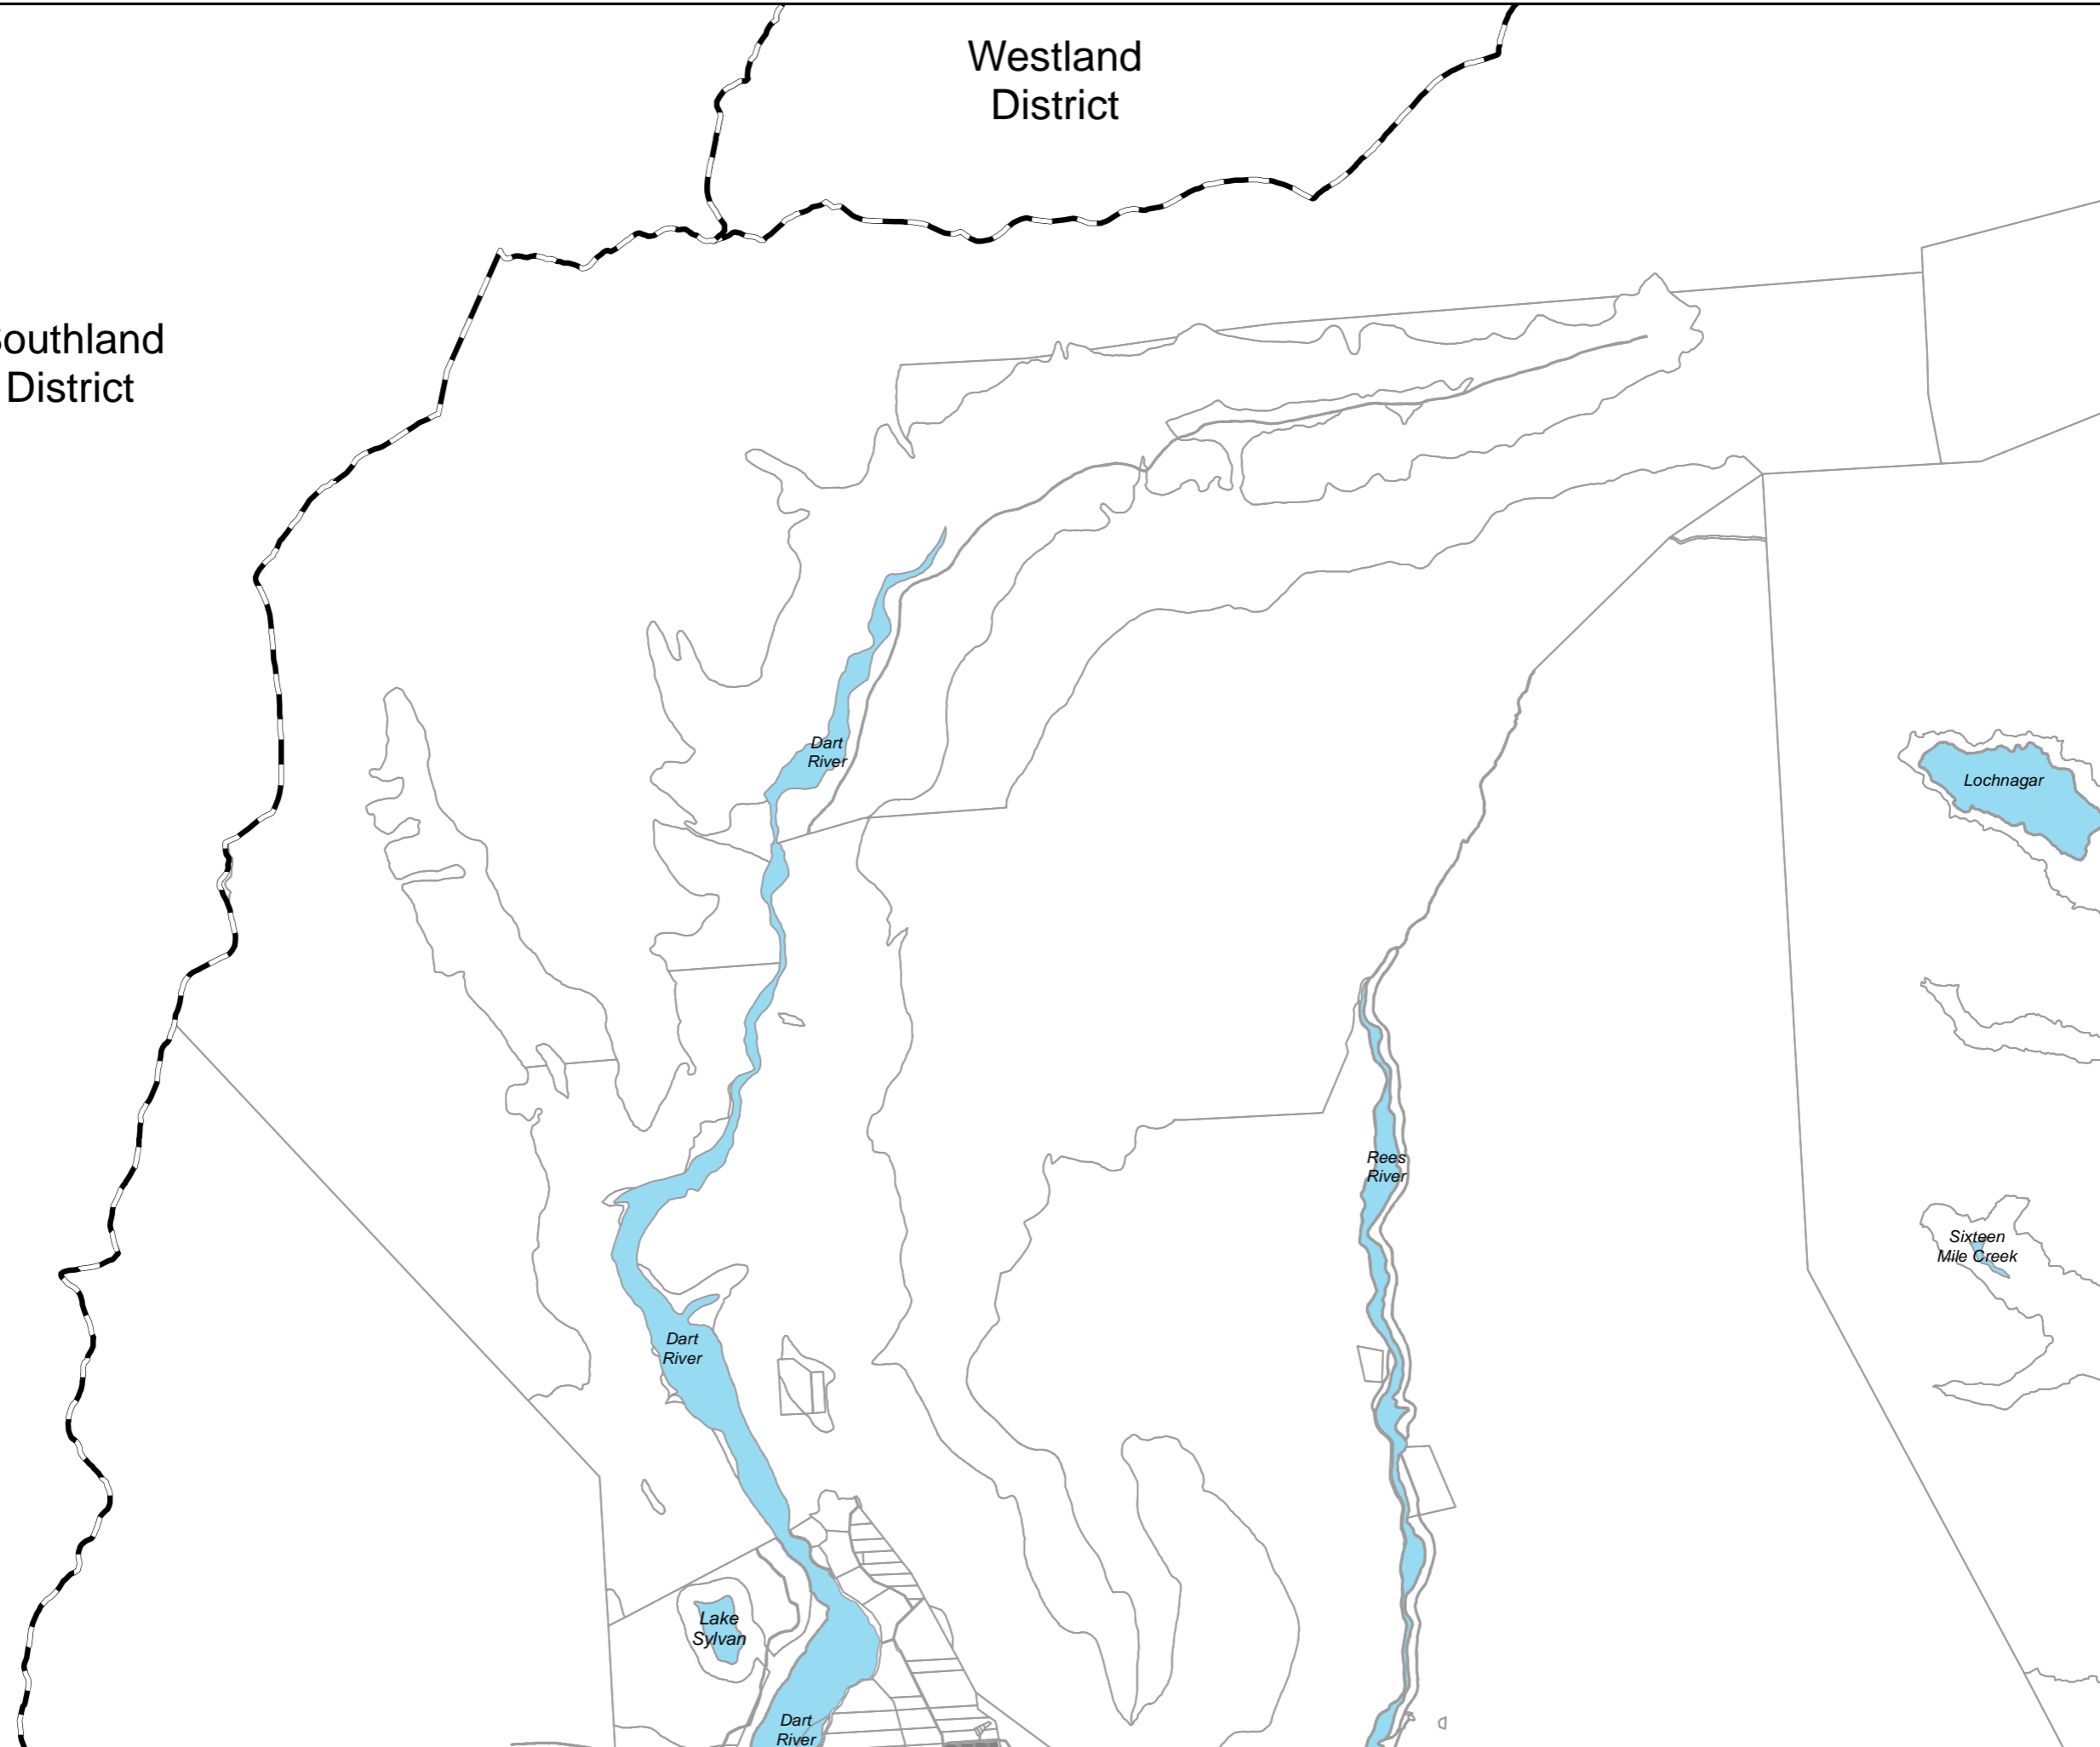 Westland
District
outhland
District
Dart
River
Lochnagar
Rees
River
Sixteen
Mile Creek
Dart
River
Lake
Sylvan
Dart
River